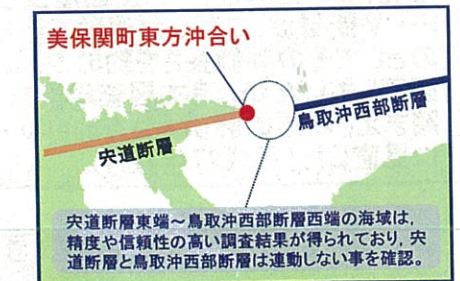 美保関町東方沖合い
鳥取沖西部断層
宍道断層
宍道断層東端～鳥取沖西部断層西端の海域は,
精度や信頼性の高い調査結果が得られており,宍
道断層と鳥取沖西部断層は連動しない事を確認。